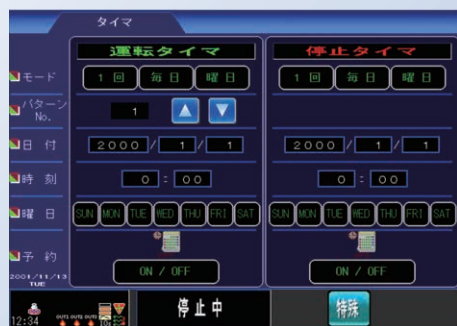 タイマ
運転タイマ 停止タイマ
モード 1回 毎日 曜日 1回 毎日 曜日
パターン
No. 1
日 付 2000 / 1 / 1 2000 / 1 / 1
時 刻 0 : 00 0 : 00
曜 日 SUN MON TUE WED THU FRI SAT SUN MON TUE WED THU FRI SAT
予 約
ON / OFF ON / OFF
2001/11/13
TUE
12:34 OUT1 OUT2 OUT3 10s 停止中 特殊